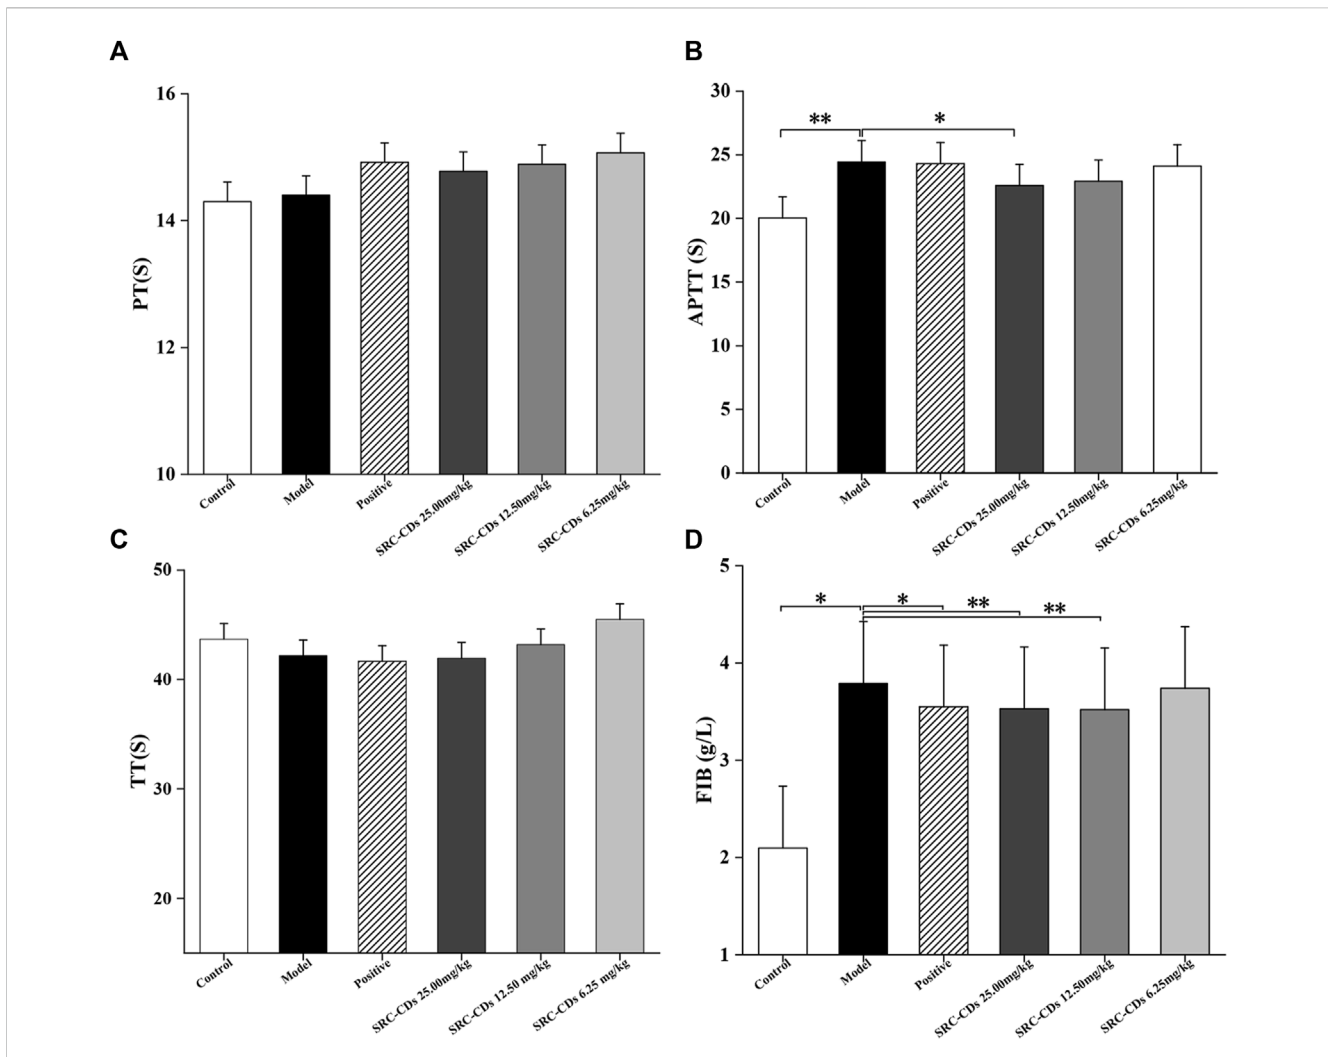 A
PT(S)
16
14
12
10
Control
Model
Positive
SRC-CDs 25.00mg/kg
SRC-CDs 12.50mg/kg
SRC-CDs 6.25mg/kg
B
APTT (S)
30
25
20
15
10
5
0
**
*
Control
Model
Positive
SRC-CDs 25.00mg/kg
SRC-CDs 12.50mg/kg
SRC-CDs 6.25mg/kg
C
TT(S)
50
40
30
20
Control
Model
Positive
SRC-CDs 25.00mg/kg
SRC-CDs 12.50 mg/kg
SRC-CDs 6.25 mg/kg
D
FIB (g/L)
5
4
3
2
1
*
*
**
**
Control
Model
Positive
SRC-CDs 25.00mg/kg
SRC-CDs 12.50mg/kg
SRC-CDs 6.25mg/kg